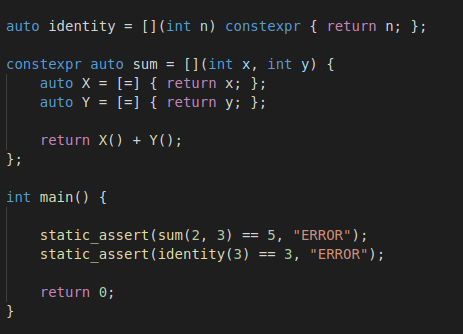 auto identity = [](int n) constexpr { return n; };
constexpr auto sum = [](int x, int y) {
auto X = [=] { return x; };
auto Y = [=] { return y; };
return X() + Y();
};
int main() {
static_assert(sum(2, 3) == 5, "ERROR");
static_assert(identity(3) == 3, "ERROR");
return 0;
}